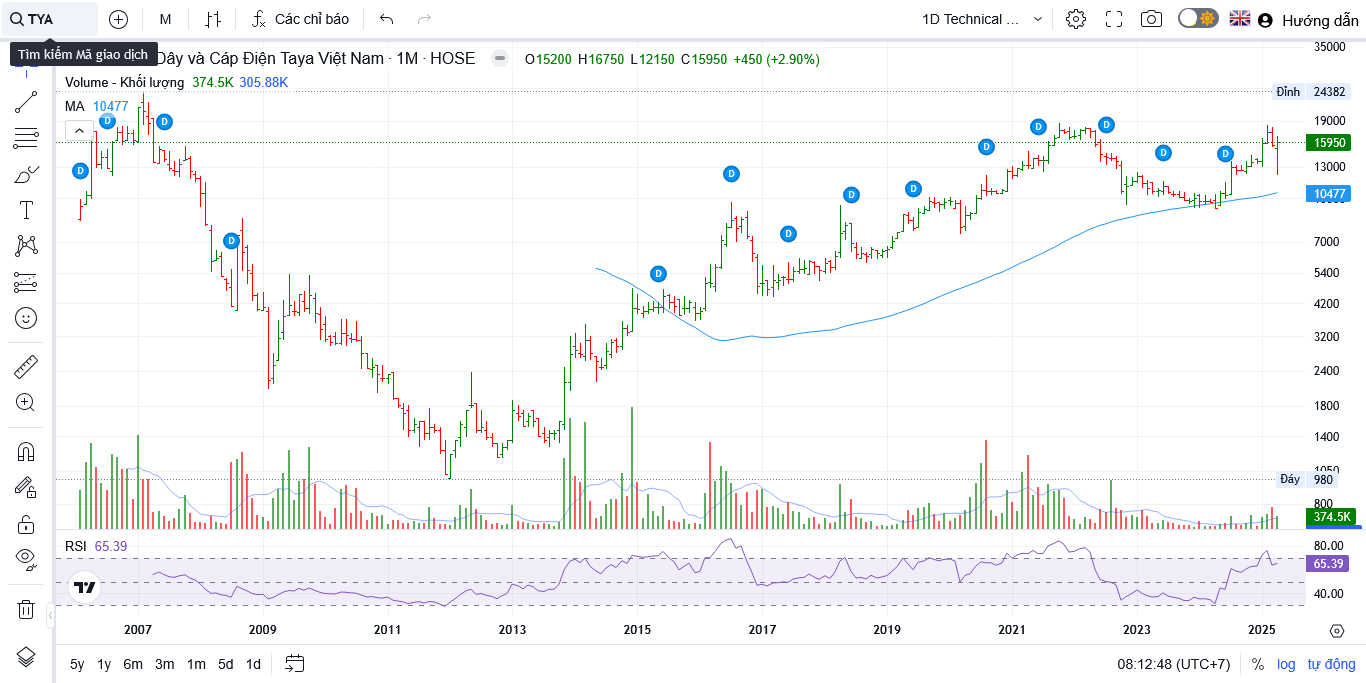 TYA
M
Các chỉ báo
1D Technical ...
Hướng dẫn
Tìm kiếm Mã giao dịch
Dây và Cáp Điện Taya Việt Nam · 1M · HOSE
O15200 H16750 L12150 C15950 +450 (+2.90%)
Volume - Khối lượng 374.5K 305.88K
MA 10477
D
D
D
D
D
D
D
D
D
D
D
D
D
D
35000
Đỉnh 24382
19000
15950
13000
10477
7000
5400
4200
3200
2400
1800
1400
1050
Đáy 980
800
374.5K
RSI 65.39
80.00
65.39
40.00
2007 2009 2011 2013 2015 2017 2019 2021 2023 2025
5y 1y 6m 3m 1m 5d 1d
08:12:48 (UTC+7)
% log tự động